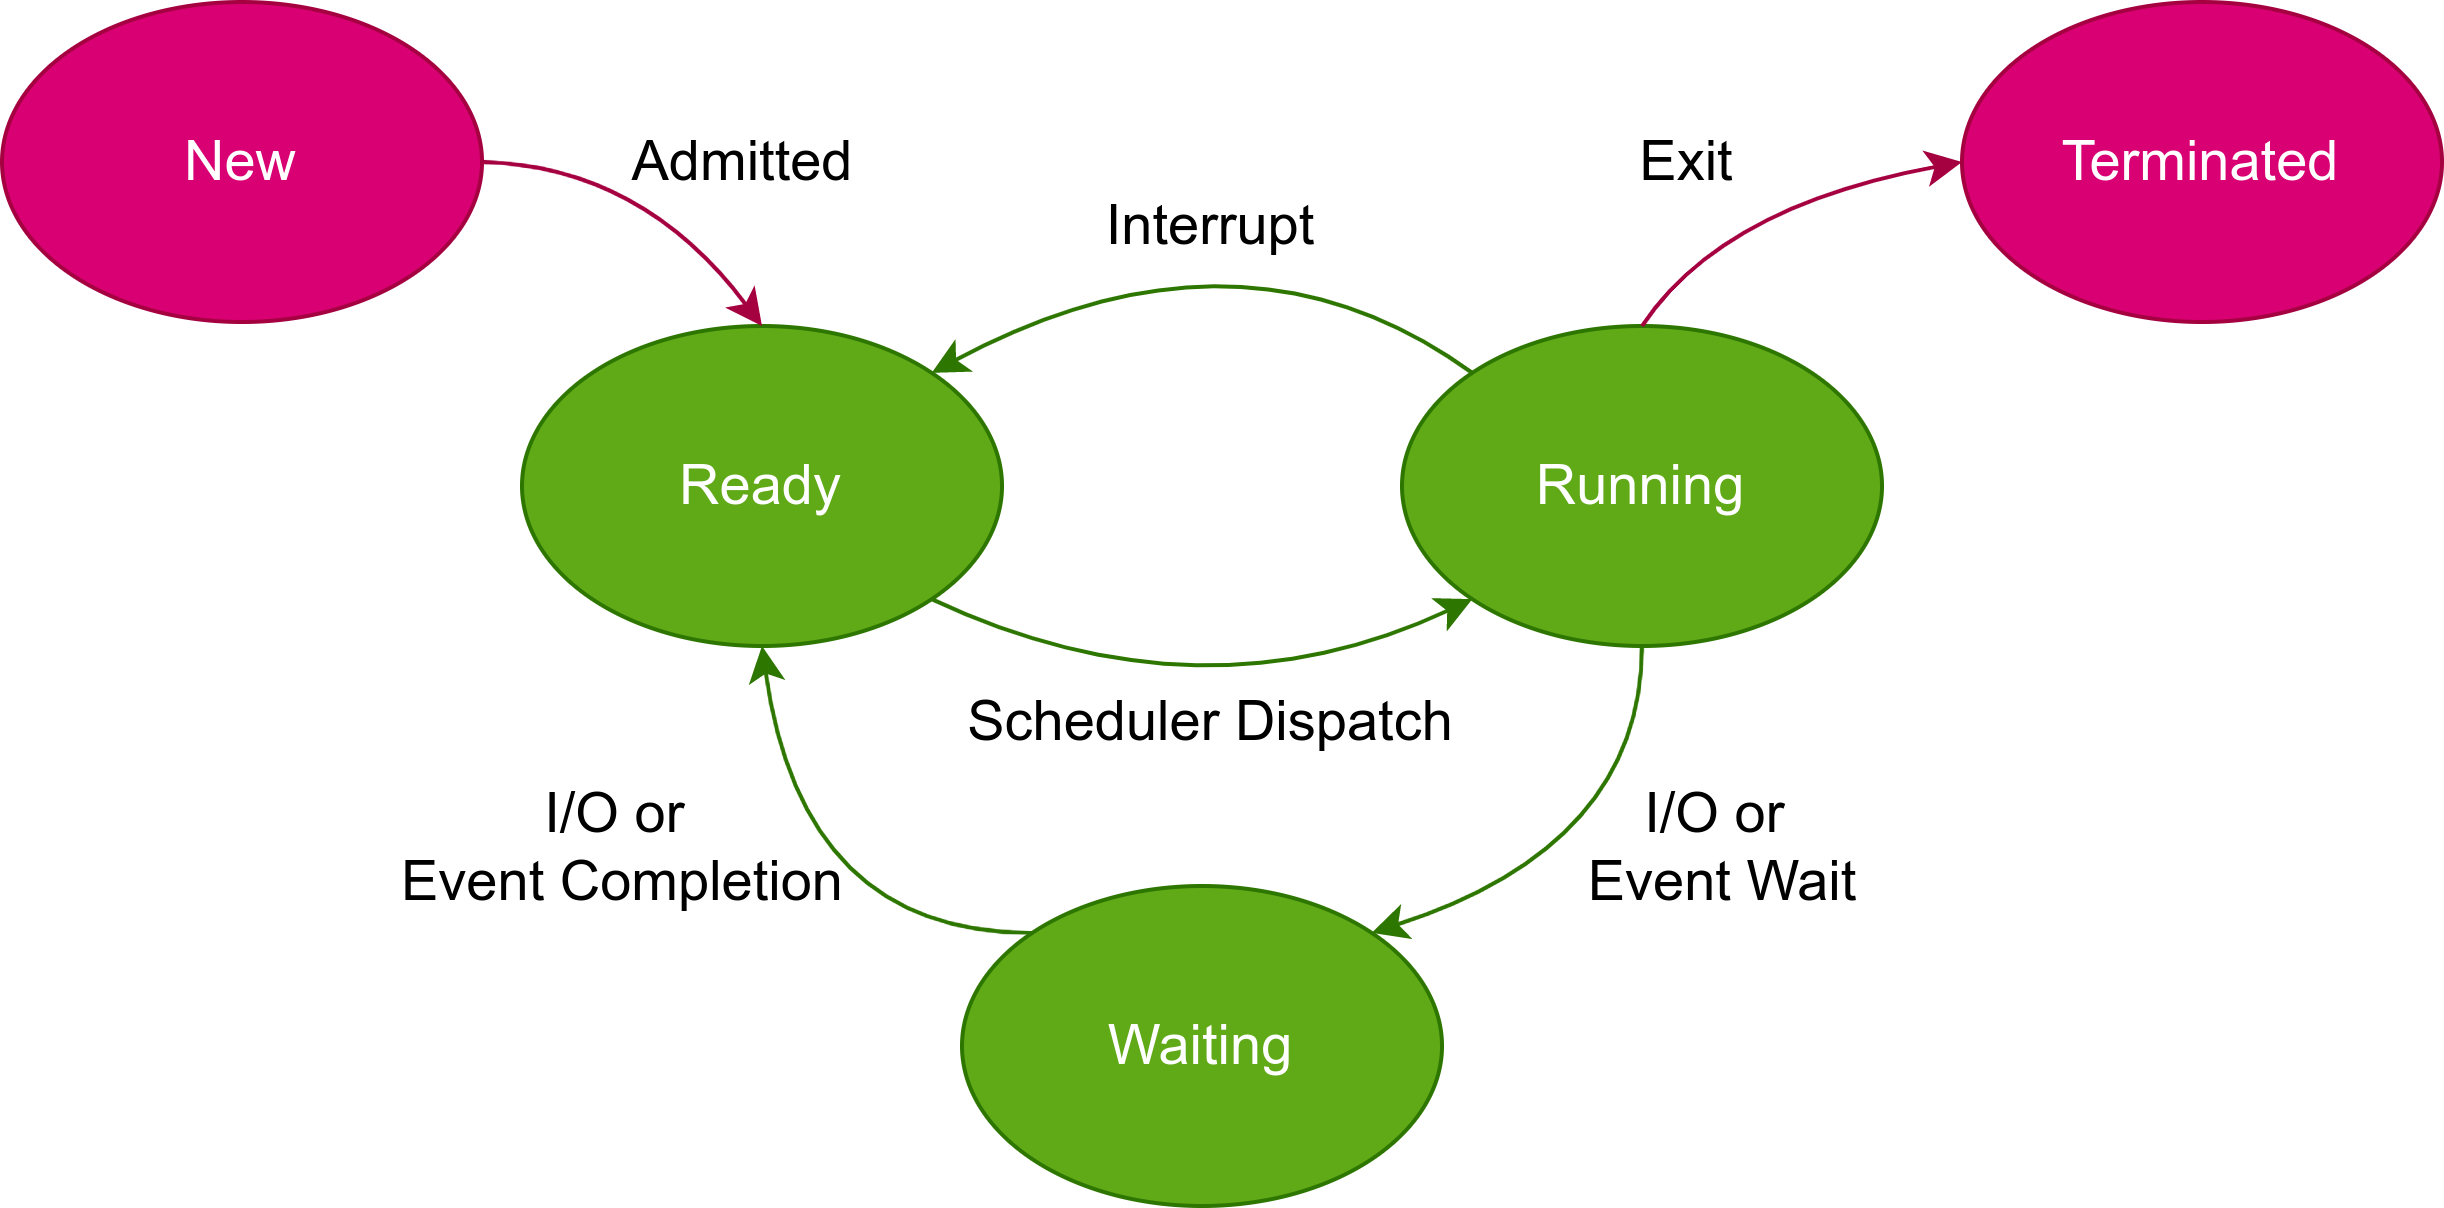 New
Admitted
Exit
Terminated
Interrupt
Ready
Running
Scheduler Dispatch
I/O or
Event Completion
I/O or
Event Wait
Waiting